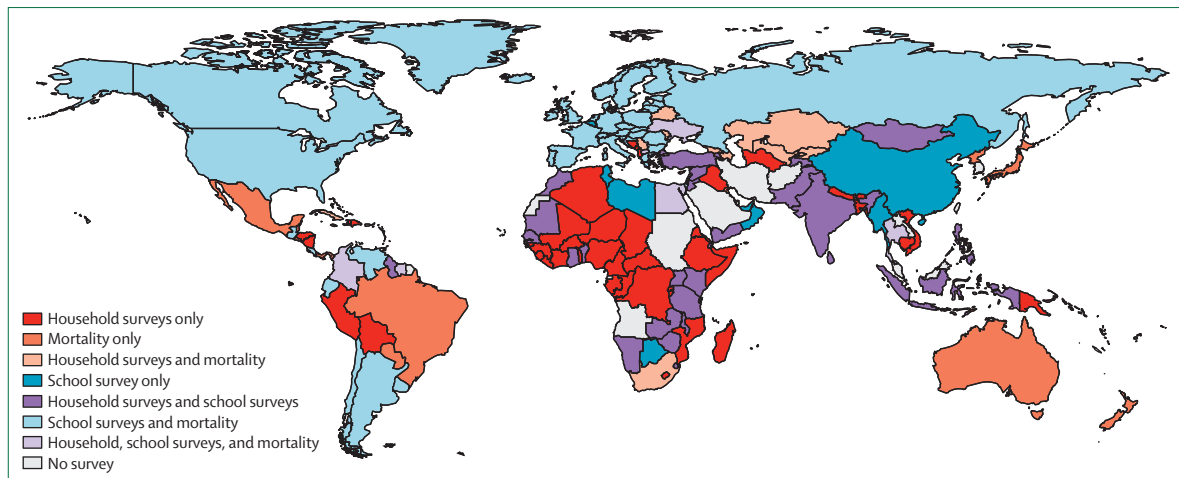 Household surveys only
Mortality only
Household surveys and mortality
School survey only
Household surveys and school surveys
School surveys and mortality
Household, school surveys, and mortality
No survey